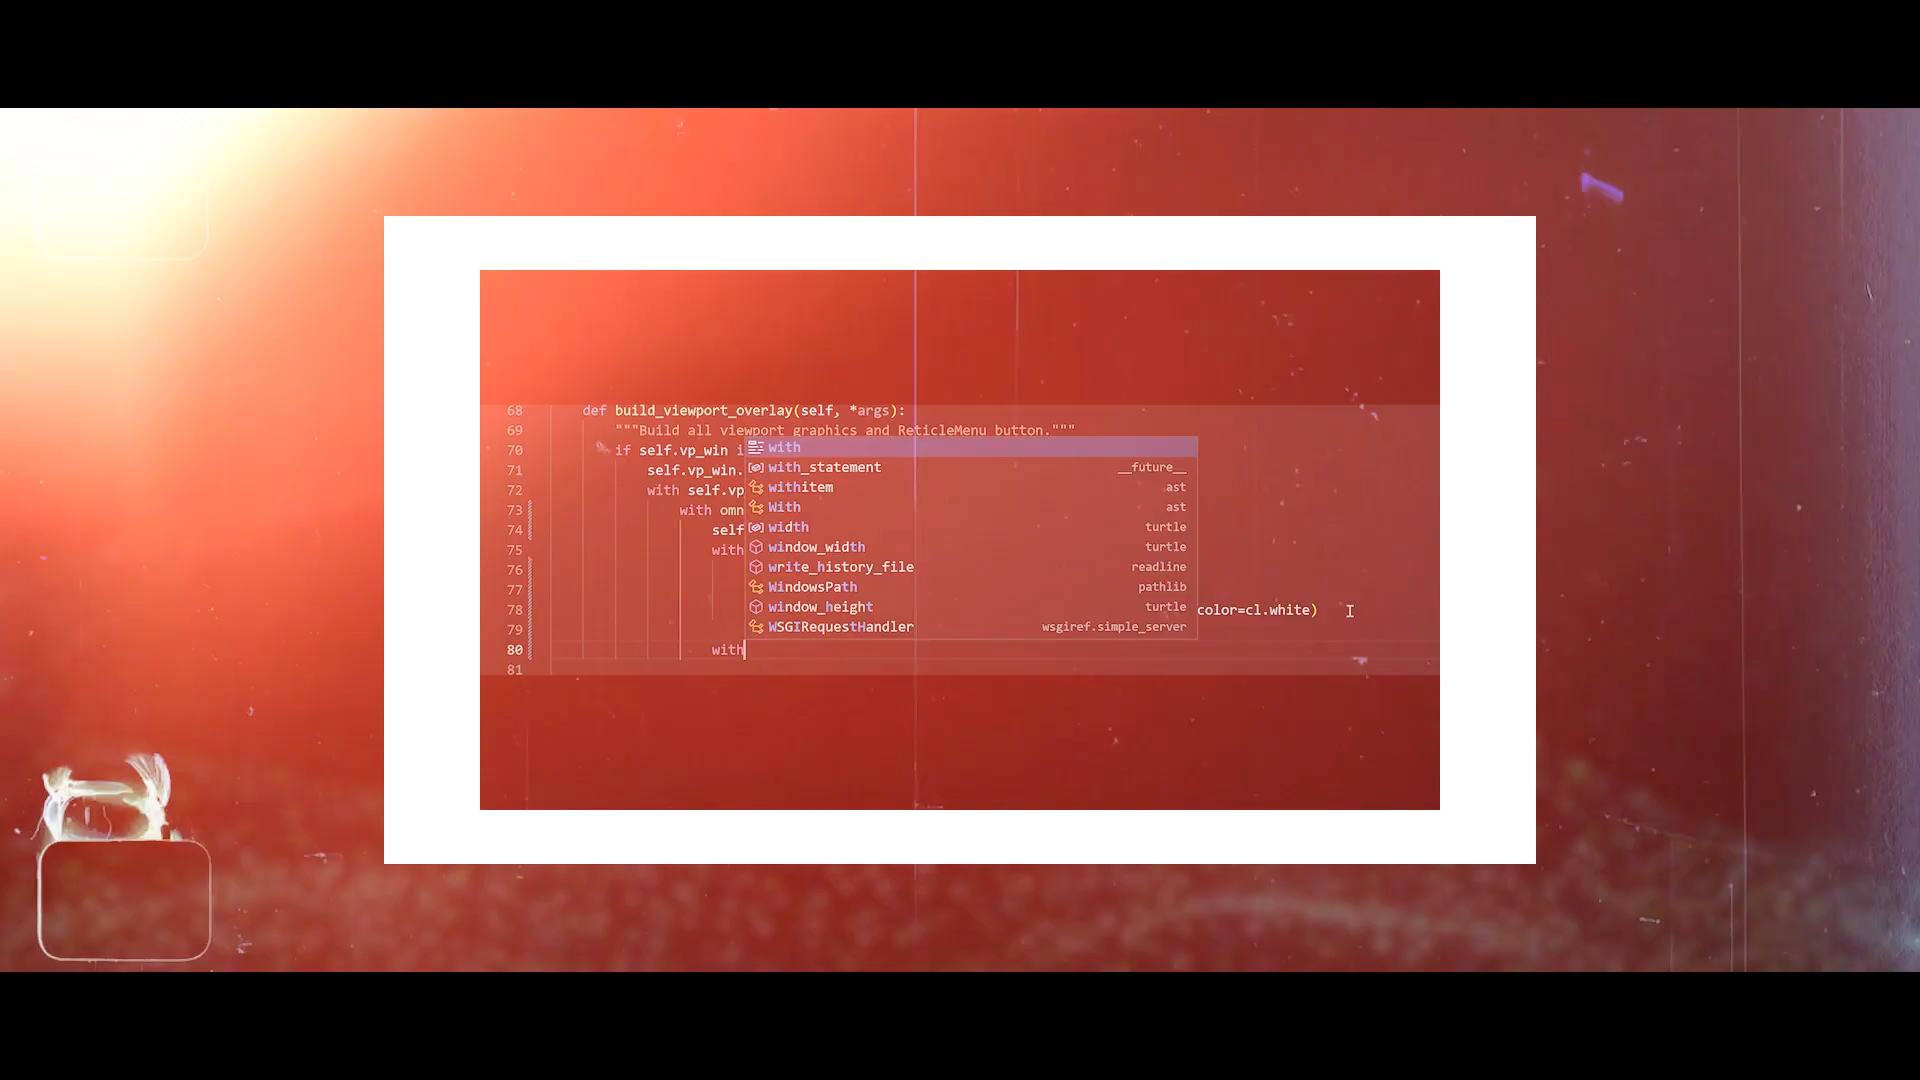 68 def build_viewport_overlay(self, *args):
69 """Build all viewport graphics and ReticleMenu button."""
70 if self.vp_win i
with
71 self.vp_win.
with_statement __future__
72 with self.vp
withitem ast
73 with omn
With ast
74 self
width turtle
75 with
window_width turtle
76
write_history_file readline
77
WindowsPath pathlib
78 color=cl.white)
window_height turtle
79
WSGIRequestHandler wsgiref.simple_server
80 with
81